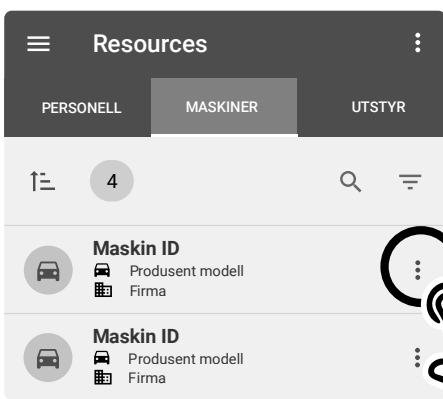 Resources
PERSONELL MASKINER UTSTYR
4
Maskin ID
Produsent modell
Firma
Maskin ID
Produsent modell
Firma